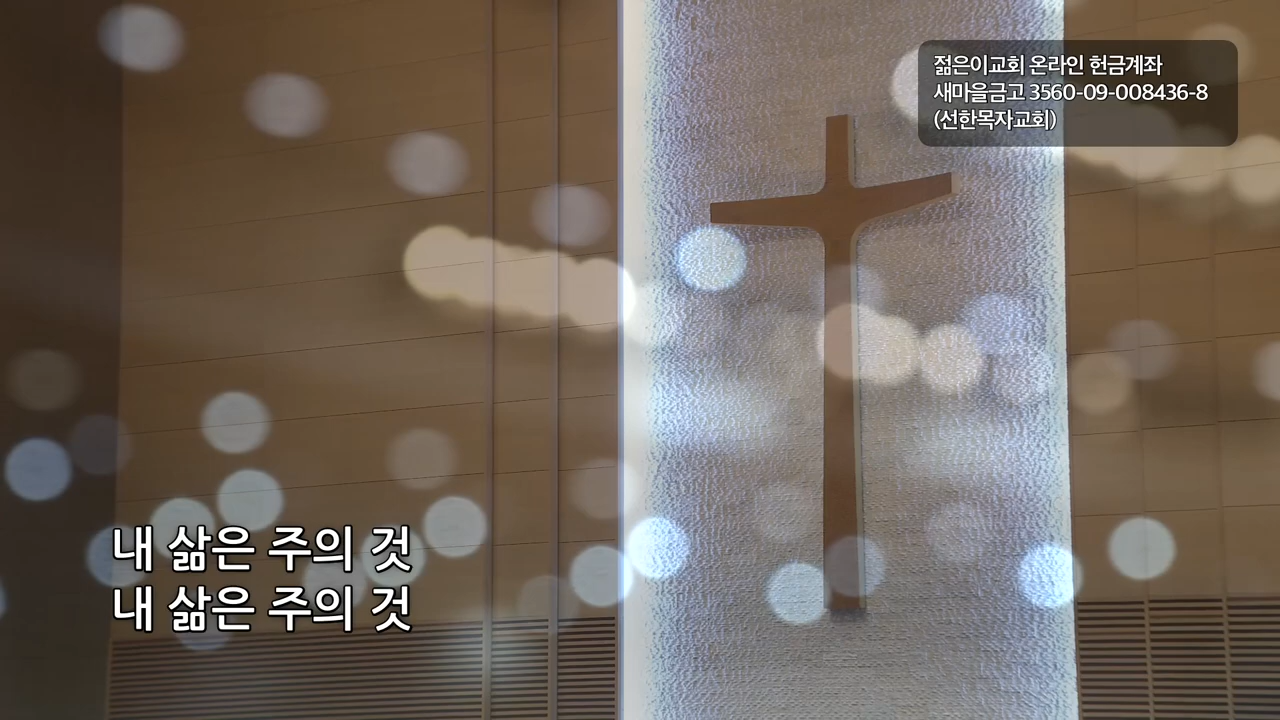 젊은이교회 온라인 헌금계좌
새마을금고 3560-09-008436-8
(선한목자교회)
내 삶은 주의 것
내 삶은 주의 것